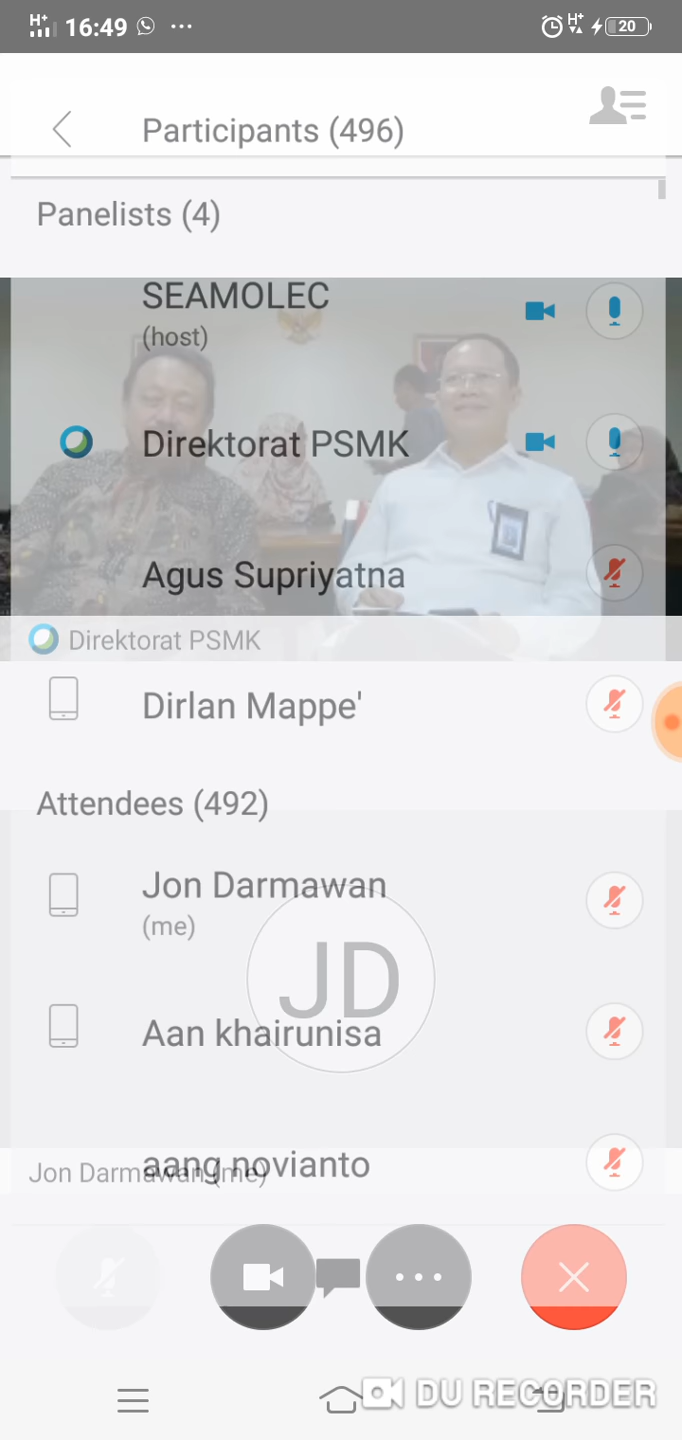 H+ 16:49 ... H+ 20
Participants (496)
Panelists (4)
SEAMOLEC
(host)
Direktorat PSMK
Agus Supriyatna
Direktorat PSMK
Dirlan Mappe'
Attendees (492)
Jon Darmawan
(me)
JD
Aan khairunisa
aang novianto
Jon Darmawan (me)
DU RECORDER